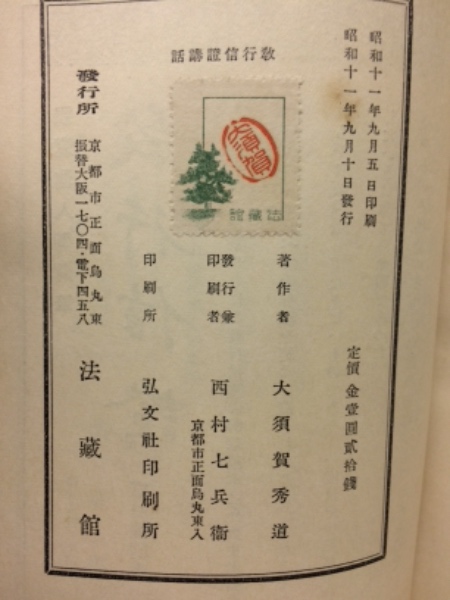 教行信證講話
昭和十一年九月五日印刷
昭和十一年九月十日發行
定價 金壹圓貳拾錢
著作者 大須賀秀道
發行兼印刷者 西村七兵衞
京都市正面烏丸東入
印刷所 弘文社印刷所
發行所
京都市正面烏丸東
振替大阪一七〇四・電下四五八
法藏館
法藏館